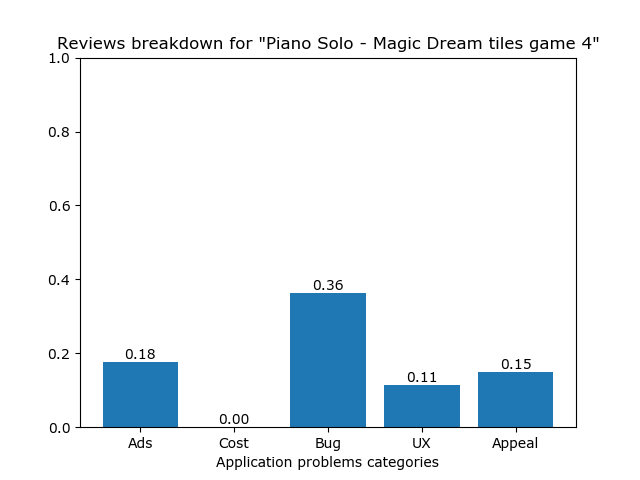 Reviews breakdown for "Piano Solo - Magic Dream tiles game 4"
1.0
0.8
0.6
0.4
0.2
0.0
0.18
0.00
0.36
0.11
0.15
Ads
Cost
Bug
UX
Appeal
Application problems categories